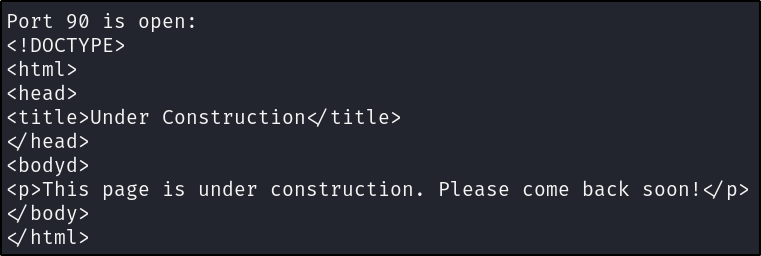 Port 90 is open:
<!DOCTYPE>
<html>
<head>
<title>Under Construction</title>
</head>
<bodyd>
<p>This page is under construction. Please come back soon!</p>
</body>
</html>